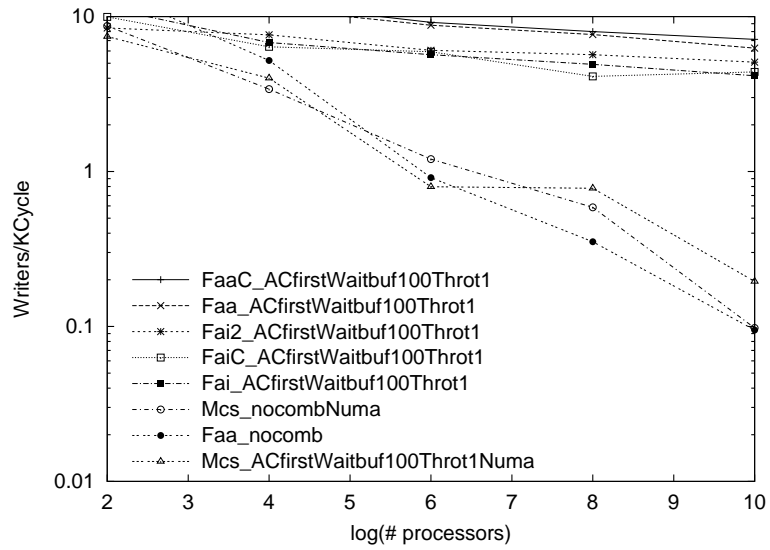 10
1
0.1
0.01
Writers/KCycle
FaaC_ACfirstWaitbuf100Throt1
Faa_ACfirstWaitbuf100Throt1
Fai2_ACfirstWaitbuf100Throt1
FaiC_ACfirstWaitbuf100Throt1
Fai_ACfirstWaitbuf100Throt1
Mcs_nocombNuma
Faa_nocomb
Mcs_ACfirstWaitbuf100Throt1Numa
2 3 4 5 6 7 8 9 10
log(# processors)